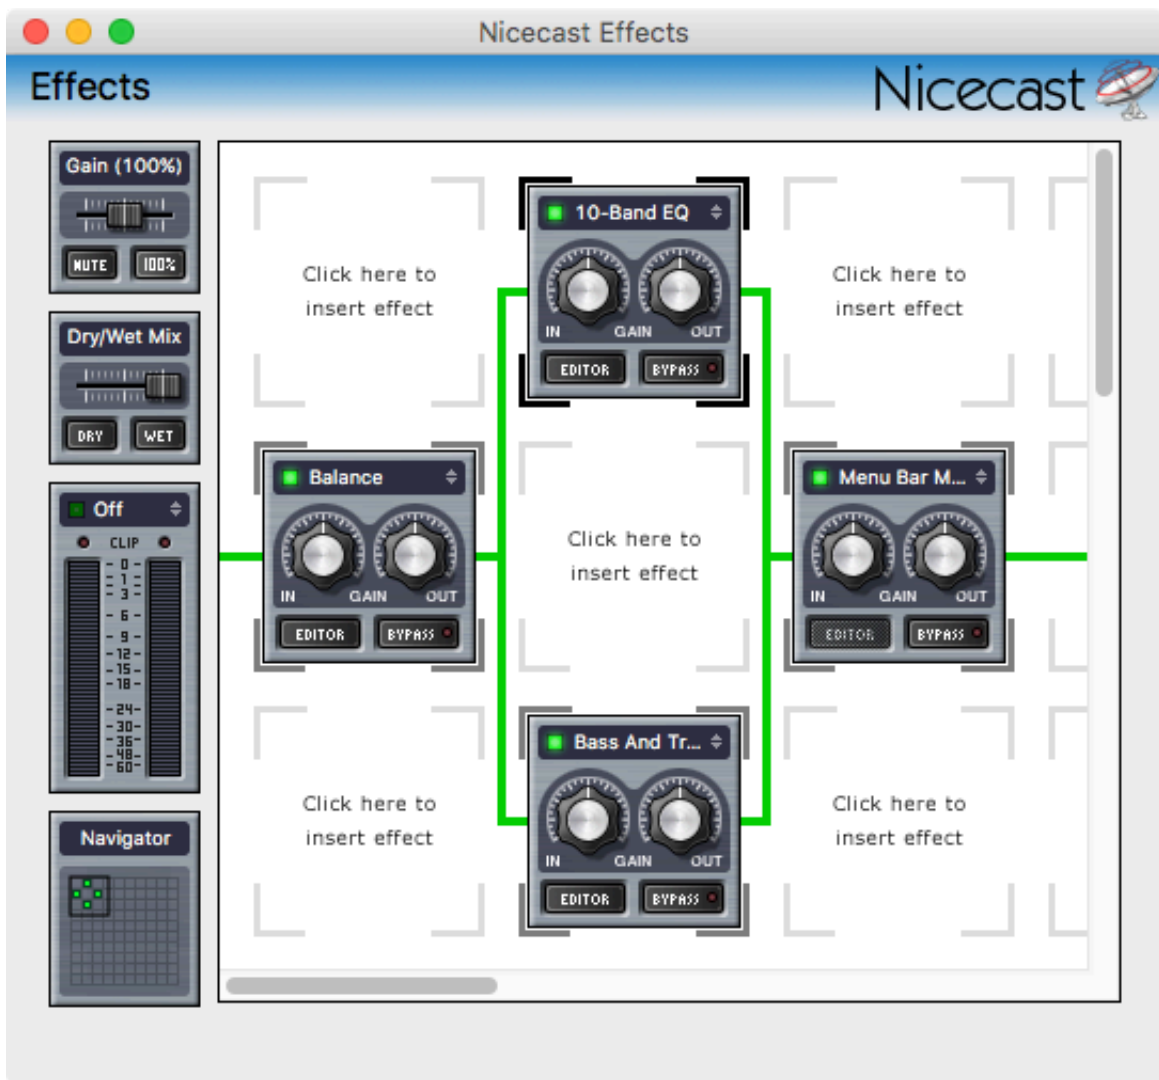 Nicecast Effects
Effects
Nicecast
Gain (100%)
MUTE
100%
Dry/Wet Mix
DRY
WET
Off
CLIP
-0-
-1-
-3-
-6-
-9-
-12-
-15-
-18-
-24-
-30-
-36-
-48-
-60-
Navigator
Click here to
insert effect
10-Band EQ
IN GAIN OUT
EDITOR
BYPASS
Click here to
insert effect
Balance
IN GAIN OUT
EDITOR
BYPASS
Click here to
insert effect
Menu Bar M...
IN GAIN OUT
EDITOR
BYPASS
Click here to
insert effect
Bass And Tr...
IN GAIN OUT
EDITOR
BYPASS
Click here to
insert effect